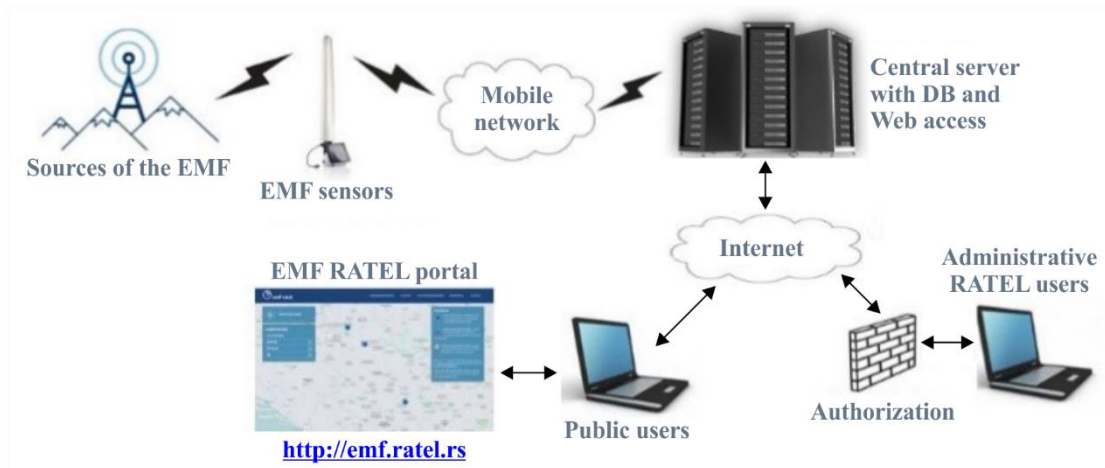 Sources of the EMF
EMF sensors
Mobile
network
Central server
with DB and
Web access
Internet
EMF RATEL portal
http://emf.ratel.rs
Public users
Authorization
Administrative
RATEL users